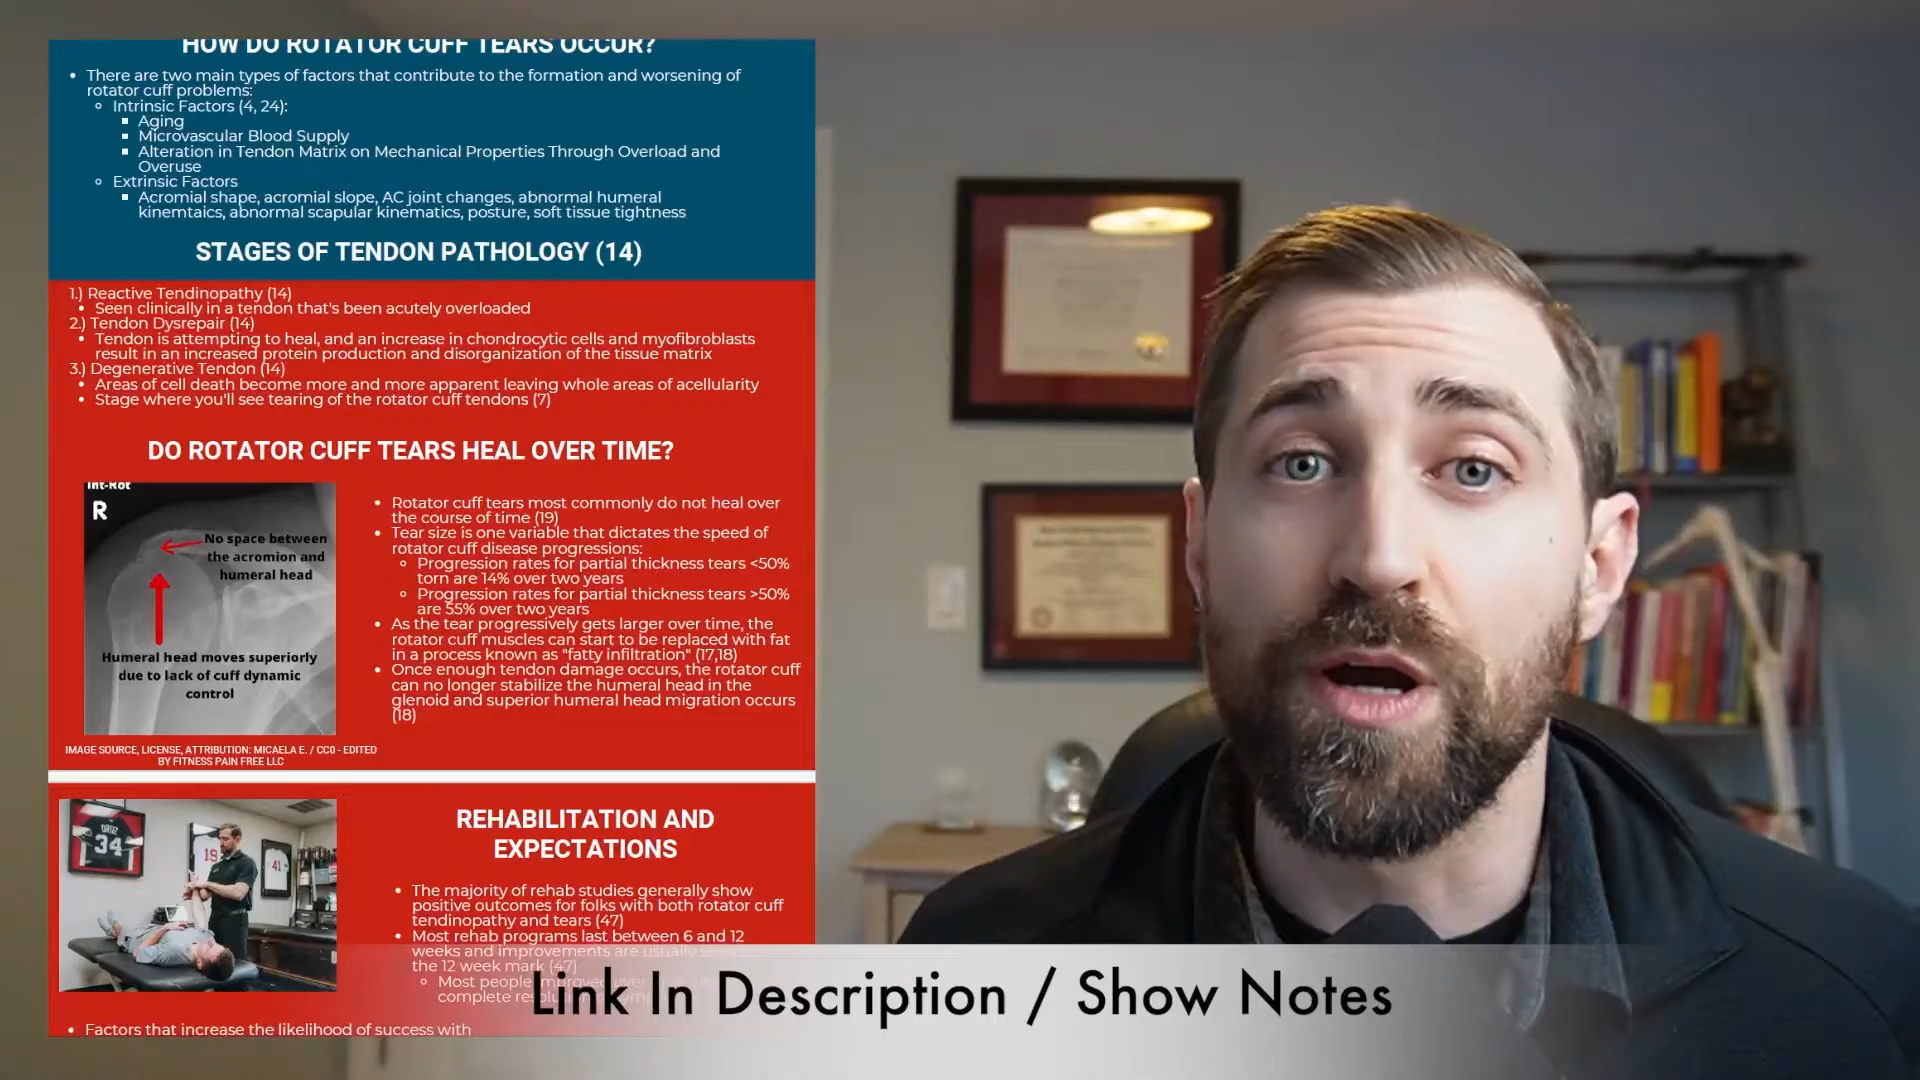 HOW DO ROTATOR CUFF TEARS OCCUR?
• There are two main types of factors that contribute to the formation and worsening of
rotator cuff problems:
Intrinsic Factors (4, 24):
Aging
Microvascular Blood Supply
Alteration in Tendon Matrix on Mechanical Properties Through Overload and
Overuse
Extrinsic Factors
Acromial shape, acromial slope, AC joint changes, abnormal humeral
kinemtaics, abnormal scapular kinematics, posture, soft tissue tightness
STAGES OF TENDON PATHOLOGY (14)
1.) Reactive Tendinopathy (14)
• Seen clinically in a tendon that's been acutely overloaded
2.) Tendon Dysrepair (14)
• Tendon is attempting to heal, and an increase in chondrocytic cells and myofibroblasts
result in an increased protein production and disorganization of the tissue matrix
3.) Degenerative Tendon (14)
• Areas of cell death become more and more apparent leaving whole areas of acellularity
• Stage where you'll see tearing of the rotator cuff tendons (7)
DO ROTATOR CUFF TEARS HEAL OVER TIME?
Int-Rot
R
No space between
the acromion and
humeral head
Humeral head moves superiorly
due to lack of cuff dynamic
control
IMAGE SOURCE, LICENSE, ATTRIBUTION: MICAELA E. / CC0 - EDITED
BY FITNESS PAIN FREE LLC
• Rotator cuff tears most commonly do not heal over
the course of time (19)
• Tear size is one variable that dictates the speed of
rotator cuff disease progressions:
Progression rates for partial thickness tears <50%
torn are 14% over two years
Progression rates for partial thickness tears >50%
are 55% over two years
• As the tear progressively gets larger over time, the
rotator cuff muscles can start to be replaced with fat
in a process known as "fatty infiltration" (17,18)
• Once enough tendon damage occurs, the rotator cuff
can no longer stabilize the humeral head in the
glenoid and superior humeral head migration occurs
(18)
ORTIZ
34
19
41
REHABILITATION AND
EXPECTATIONS
• The majority of rehab studies generally show
positive outcomes for folks with both rotator cuff
tendinopathy and tears (47)
• Most rehab programs last between 6 and 12
weeks and improvements are usually
the 12 week mark (47)
Most people improved over
complete
• Factors that increase the likelihood of success with
Link In Description / Show Notes